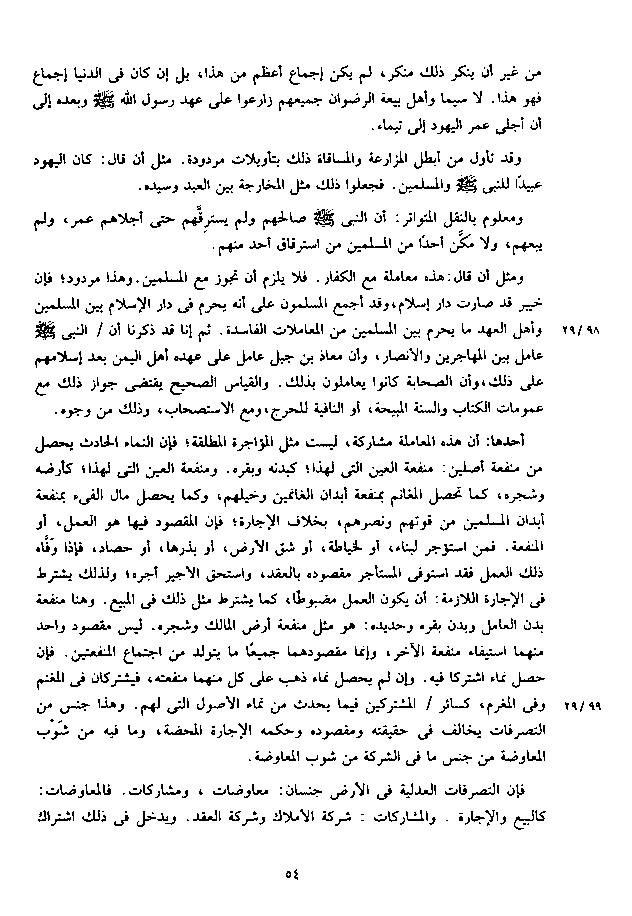 من غير أن ينكر ذلك منكر، لم يكن إجماع أعظم من هذا، بل إن كان فى الدنيا إجماع
فهو هذا. لا سيما وأهل بيعة الرضوان جميعهم زارعوا على عهد رسول الله ﷺ وبعده إلى
أن أجلى عمر اليهود إلى تيماء.
وقد تأول من أبطل المزارعة والمساقاة ذلك بتأويلات مردودة. مثل أن قال: كان اليهود
عبيدًا للنبى ﷺ والمسلمين. فجعلوا ذلك مثل المخارجة بين العبد وسيده.
ومعلوم بالنقل المتواتر: أن النبى ﷺ صالحهم ولم يسترقَّهم حتى أجلاهم عمر، ولم
يبعهم، ولا مكَّن أحدًا من المسلمين من استرقاق أحد منهم.
ومثل أن قال: هذه معاملة مع الكفار. فلا يلزم أن تجوز مع المسلمين. وهذا مردود؛ فإن
خيبر قد صارت دار إسلام، وقد أجمع المسلمون على أنه يحرم فى دار الإسلام بين المسلمين
وأهل العهد ما يحرم بين المسلمين من المعاملات الفاسدة. ثم إنا قد ذكرنا أن / النبى ﷺ ٢٩/٩٨
عامل بين المهاجرين والأنصار، وأن معاذ بن جبل عامل على عهده أهل اليمن بعد إسلامهم
على ذلك، وأن الصحابة كانوا يعاملون بذلك. والقياس الصحيح يقتضى جواز ذلك مع
عمومات الكتاب والسنة المبيحة، أو النافية للحرج، ومع الاستصحاب، وذلك من وجوه.
أحدها: أن هذه المعاملة مشاركة، ليست مثل المؤاجرة المطلقة؛ فإن النماء الحادث يحصل
من منفعة أصلين: منفعة العين التى لهذا؛ كبدنه وبقره. ومنفعة العين التى لهذا؛ كأرضه
وشجره، كما تحصل المغانم بمنفعة أبدان الغانمين وخيلهم، وكما يحصل مال الفىء بمنفعة
أبدان المسلمين من قوتهم ونصرهم، بخلاف الإجارة؛ فإن المقصود فيها هو العمل، أو
المنفعة. فمن استؤجر لبناء، أو لخياطة، أو شق الأرض، أو بذرها، أو حصاد، فإذا وَفَّاه
ذلك العمل فقد استوفى المستأجر مقصوده بالعقد، واستحق الأجير أجره؛ ولذلك يشترط
فى الإجارة اللازمة: أن يكون العمل مضبوطًا، كما يشترط مثل ذلك فى المبيع. وهنا منفعة
بدن العامل وبدن بقره وحديده: هو مثل منفعة أرض المالك وشجره. ليس مقصود واحد
منهما استيفاء منفعة الآخر، وإنما مقصودهما جميعًا ما يتولد من اجتماع المنفعتين. فإن
حصل نماء اشتركا فيه. وإن لم يحصل نماء ذهب على كل منهما منفعته، فيشتركان فى المغنم
وفى المغرم، كسائر / المشتركين فيما يحدث من نماء الأصول التى لهم. وهذا جنس من ٢٩/٩٩
التصرفات يخالف فى حقيقته ومقصوده وحكمه الإجارة المحضة، وما فيه من شَوْب
المعاوضة من جنس ما فى الشركة من شوب المعاوضة.
فإن التصرفات العدلية فى الأرض جنسان: معاوضات ، ومشاركات. فالمعاوضات:
كالبيع والإجارة . والمشاركات : شركة الأملاك وشركة العقد. ويدخل فى ذلك اشتراك
٥٤